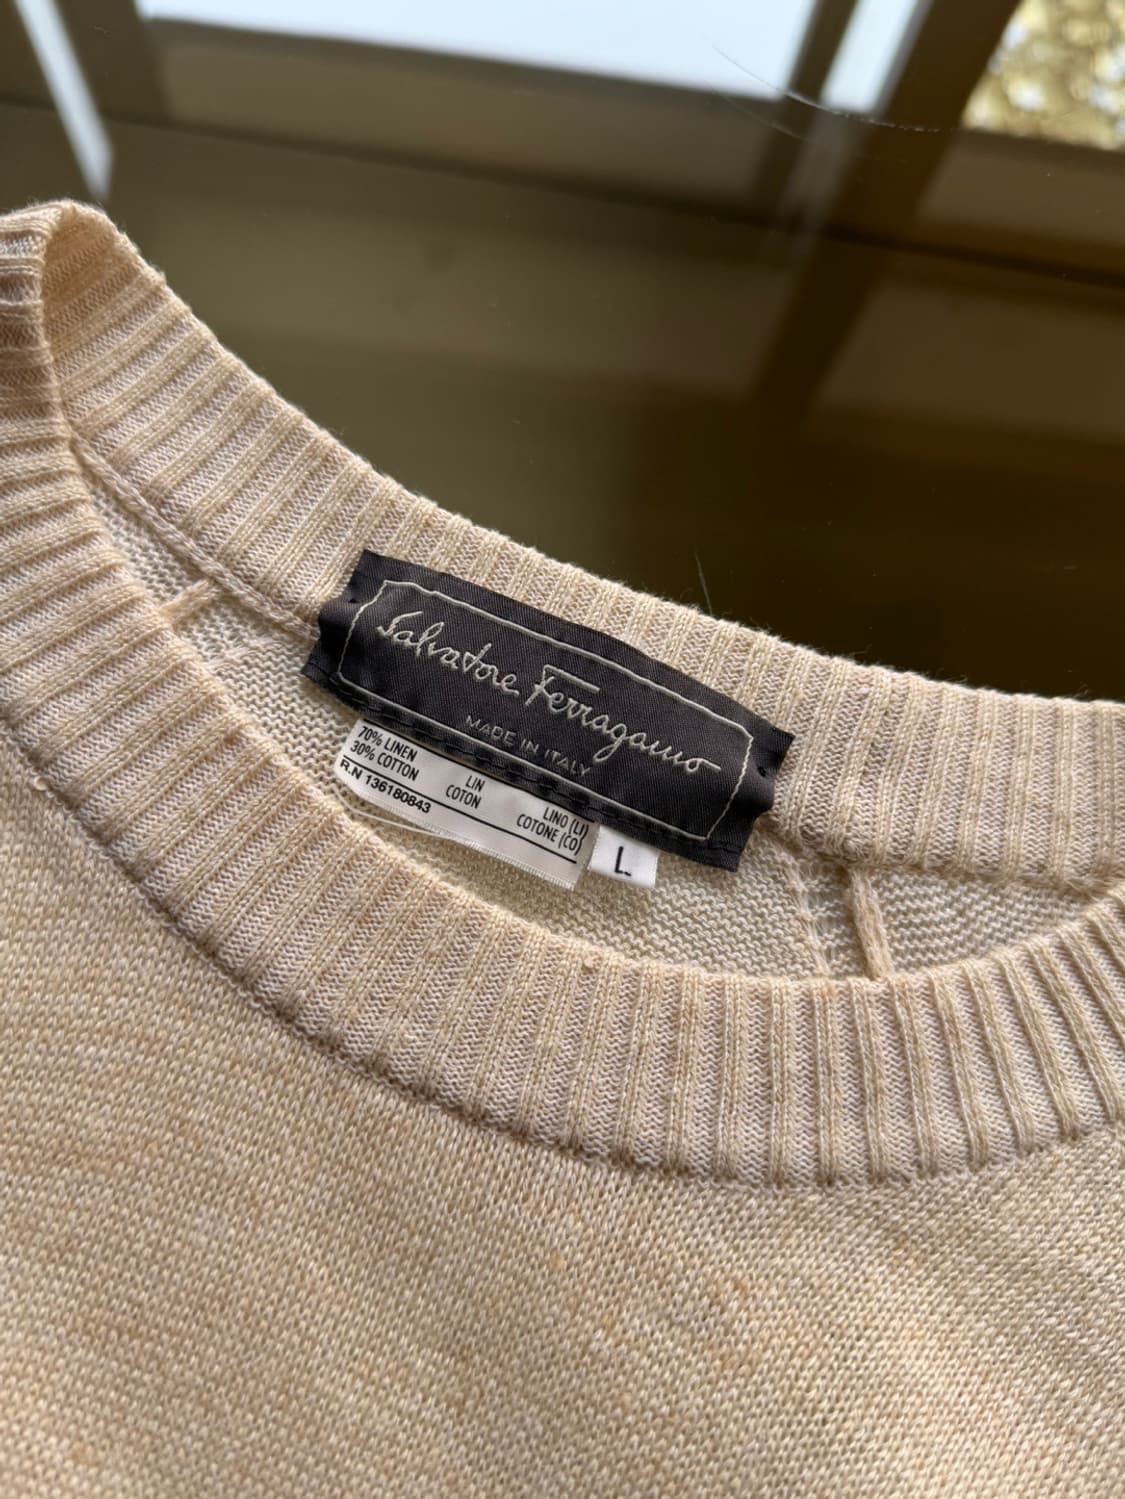 Salvatore Ferragamo
MADE IN ITALY
70% LINEN LIN LINO (LI)
30% COTTON COTON COTONE (CO)
R.N 136180843
L